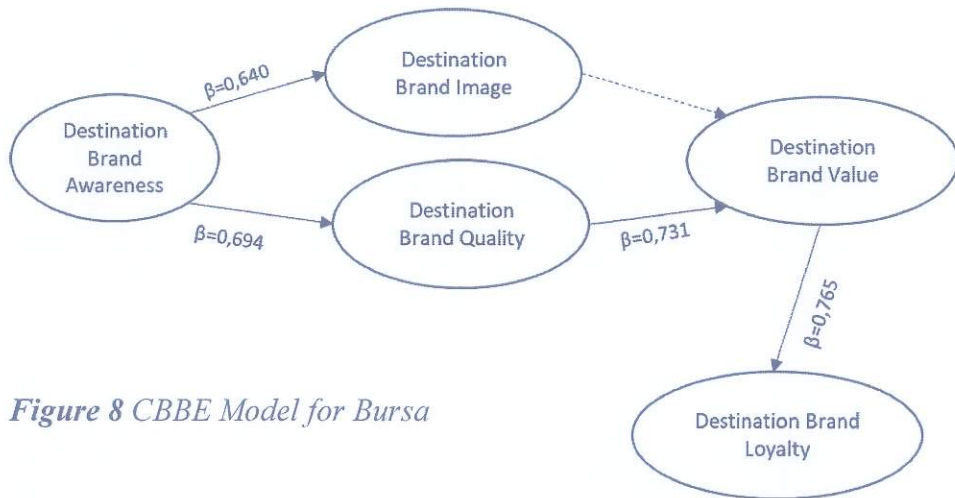 Destination
Brand Image
β=0,640
Destination
Brand
Awareness
Destination
Brand Value
Destination
Brand Quality
β=0,694
β=0,731
β=0,765
Figure 8 CBBE Model for Bursa
Destination Brand
Loyalty